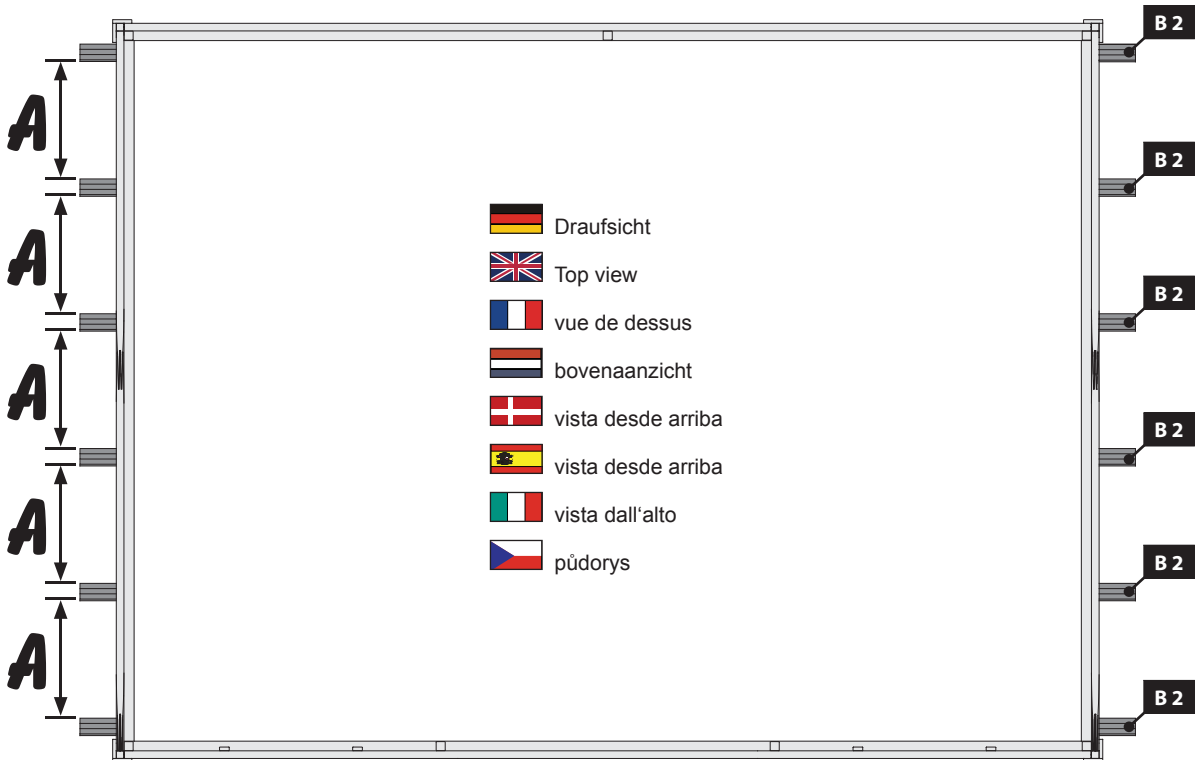 B 2
A
B 2
Draufsicht
A
Top view
B 2
vue de dessus
bovenaanzicht
A
vista desde arriba
B 2
vista desde arriba
vista dall‘alto
A
půdorys
B 2
A
B 2